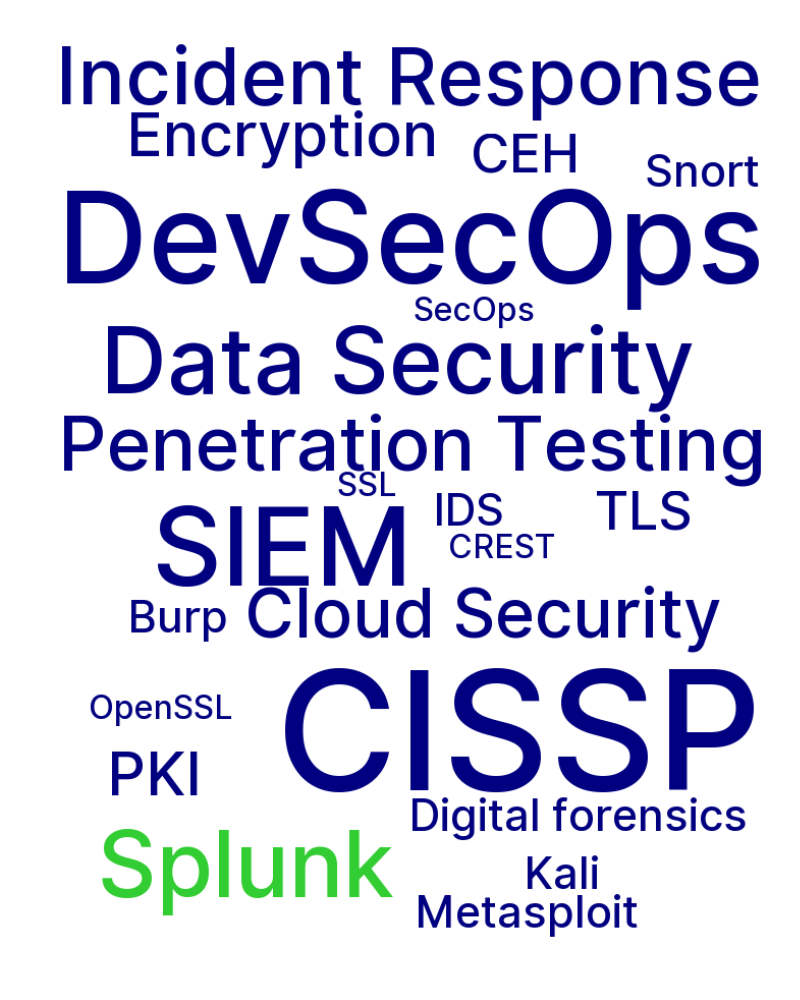 Incident Response
Encryption
CEH
Snort
DevSecOps
SecOps
Data Security
Penetration Testing
SSL
IDS
TLS
SIEM
CREST
Burp
Cloud Security
OpenSSL
CISSP
PKI
Digital forensics
Splunk
Kali
Metasploit